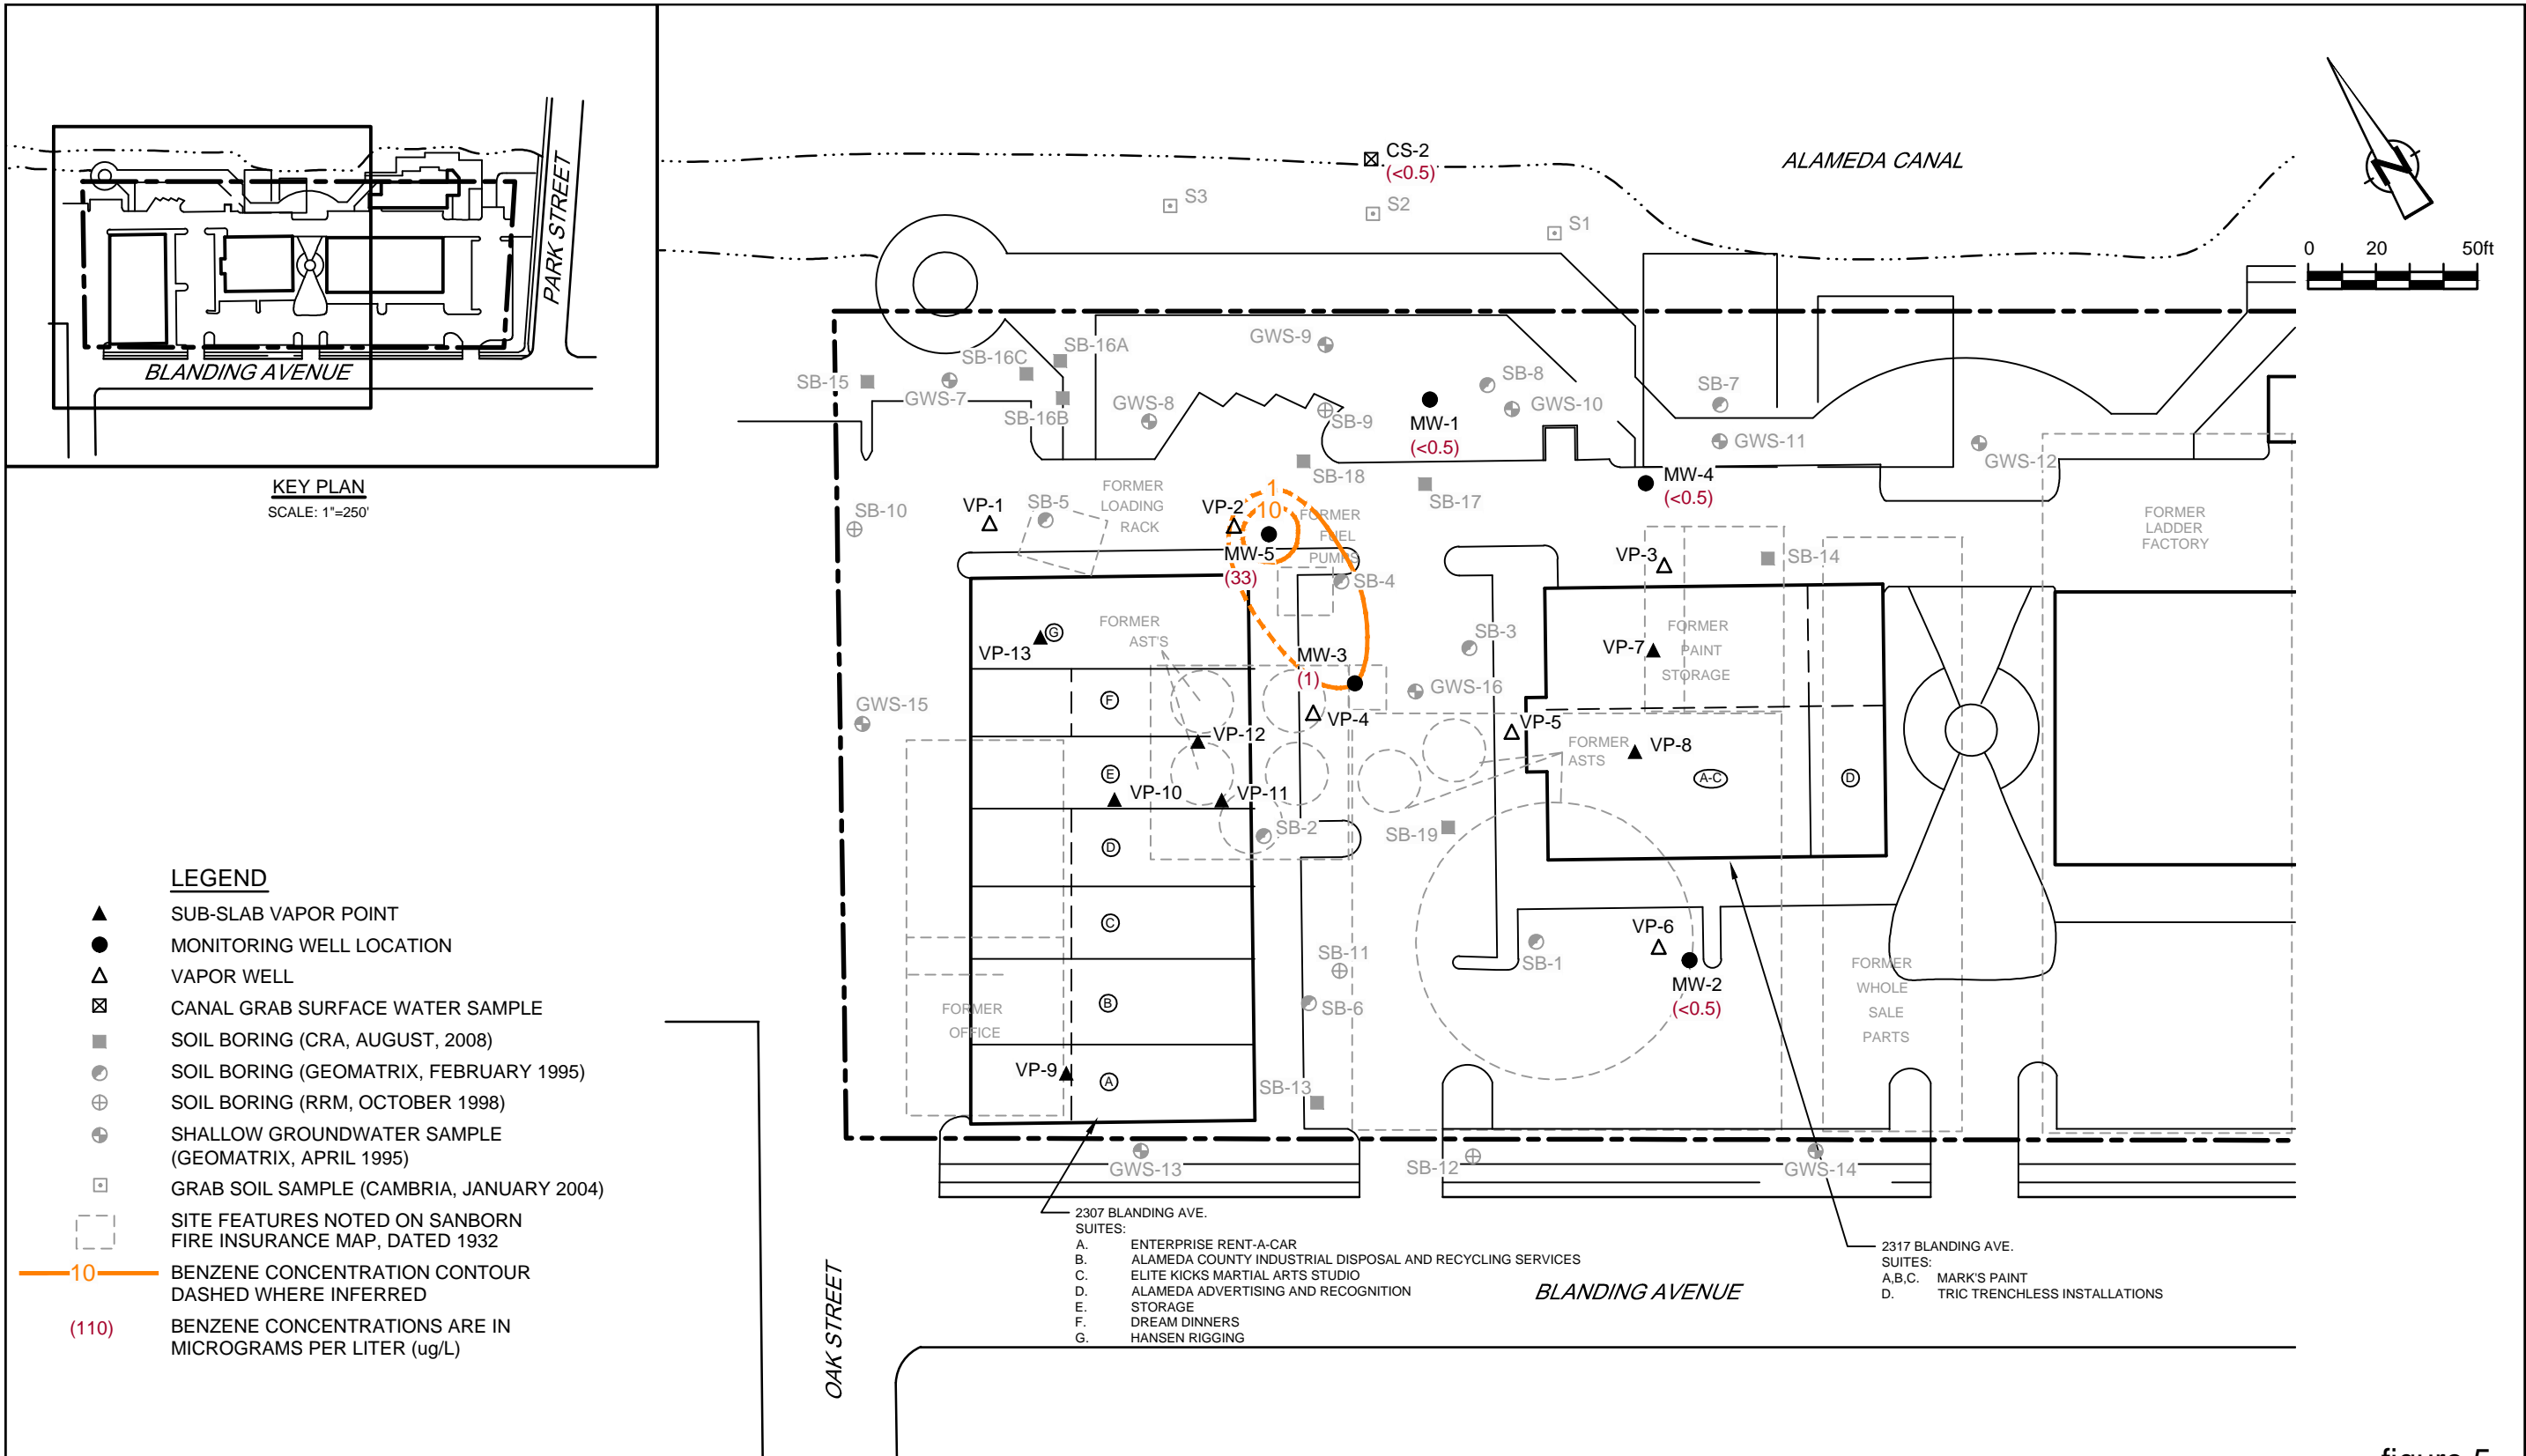 PARK STREET
BLANDING AVENUE
KEY PLAN
SCALE: 1"=250'
CS-2
(<0.5)
ALAMEDA CANAL
N
0 20 50ft
S3
S2
S1
GWS-9
SB-16A
SB-16C
SB-15
GWS-7
SB-16B
GWS-8
SB-9
SB-8
GWS-10
MW-1
(<0.5)
SB-7
GWS-11
GWS-12
SB-18
SB-17
MW-4
(<0.5)
SB-10
VP-1
SB-5
FORMER
LOADING
RACK
VP-2
1
10
FORMER
FUEL
PUMPS
MW-5
(33)
SB-4
VP-3
SB-14
FORMER
LADDER
FACTORY
VP-13
G
FORMER
AST'S
MW-3
(1)
SB-3
GWS-16
VP-7
FORMER
PAINT
STORAGE
GWS-15
F
VP-4
VP-5
VP-12
FORMER
ASTS
VP-8
E
VP-10
VP-11
A-C
D
D
SB-2
SB-19
C
SB-11
SB-6
SB-1
VP-6
MW-2
(<0.5)
FORMER
WHOLE
SALE
PARTS
FORMER
OFFICE
B
VP-9
A
SB-13
GWS-13
SB-12
GWS-14
LEGEND
SUB-SLAB VAPOR POINT
MONITORING WELL LOCATION
VAPOR WELL
CANAL GRAB SURFACE WATER SAMPLE
SOIL BORING (CRA, AUGUST, 2008)
SOIL BORING (GEOMATRIX, FEBRUARY 1995)
SOIL BORING (RRM, OCTOBER 1998)
SHALLOW GROUNDWATER SAMPLE
(GEOMATRIX, APRIL 1995)
GRAB SOIL SAMPLE (CAMBRIA, JANUARY 2004)
SITE FEATURES NOTED ON SANBORN
FIRE INSURANCE MAP, DATED 1932
10 BENZENE CONCENTRATION CONTOUR
DASHED WHERE INFERRED
(110) BENZENE CONCENTRATIONS ARE IN
MICROGRAMS PER LITER (ug/L)
2307 BLANDING AVE.
SUITES:
A. ENTERPRISE RENT-A-CAR
B. ALAMEDA COUNTY INDUSTRIAL DISPOSAL AND RECYCLING SERVICES
C. ELITE KICKS MARTIAL ARTS STUDIO
D. ALAMEDA ADVERTISING AND RECOGNITION
E. STORAGE
F. DREAM DINNERS
G. HANSEN RIGGING
2317 BLANDING AVE.
SUITES:
A,B,C. MARK'S PAINT
D. TRIC TRENCHLESS INSTALLATIONS
BLANDING AVENUE
OAK STREET
figure 5